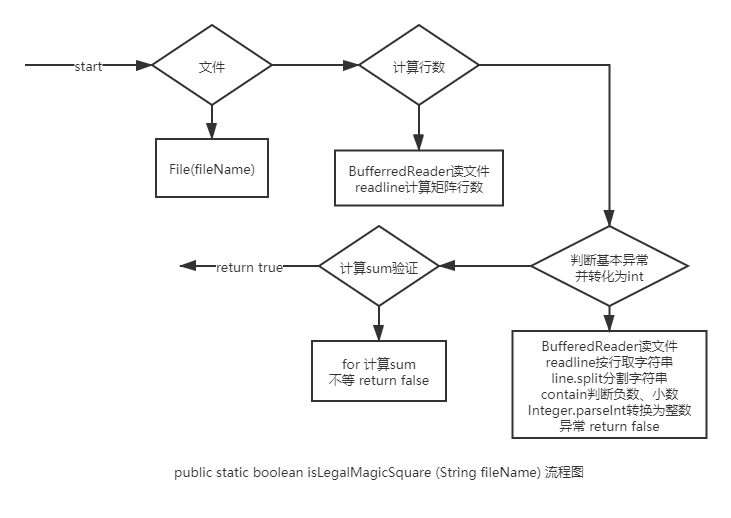 start
文件
计算行数
File(fileName)
BufferredReader读文件
readline计算矩阵行数
return true
计算sum验证
判断基本异常
并转化为int
for 计算sum
不等 return false
BufferedReader读文件
readline按行取字符串
line.split分割字符串
contain判断负数、小数
Integer.parseInt转换为整数
异常 return false
public static boolean isLegalMagicSquare (String fileName) 流程图